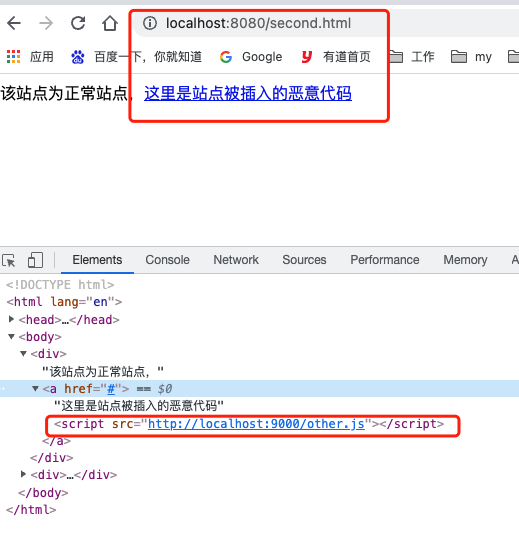 localhost:8080/second.html
应用 百度一下，你就知道 Google 有道首页 工作 my
该站点为正常站点，这里是站点被插入的恶意代码
Elements Console Network Sources Performance Memory A
<!DOCTYPE html>
<html lang="en">
<head>…</head>
<body>
<div>
"该站点为正常站点，"
<a href="#"> == $0
"这里是站点被插入的恶意代码"
<script src="http://localhost:9000/other.js"></script>
</a>
</div>
<div>…</div>
</body>
</html>